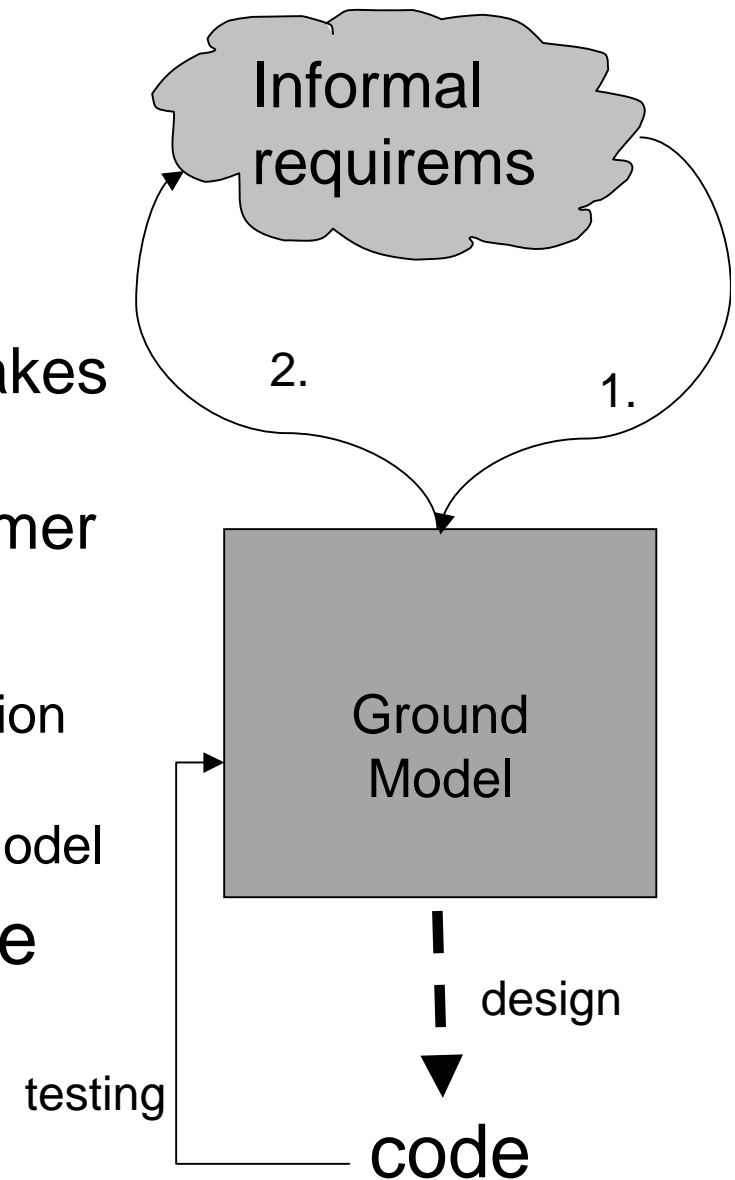 Informal
requirems
akes
2.
1.
mer
ion
Ground
Model
odel
e
design
testing
code